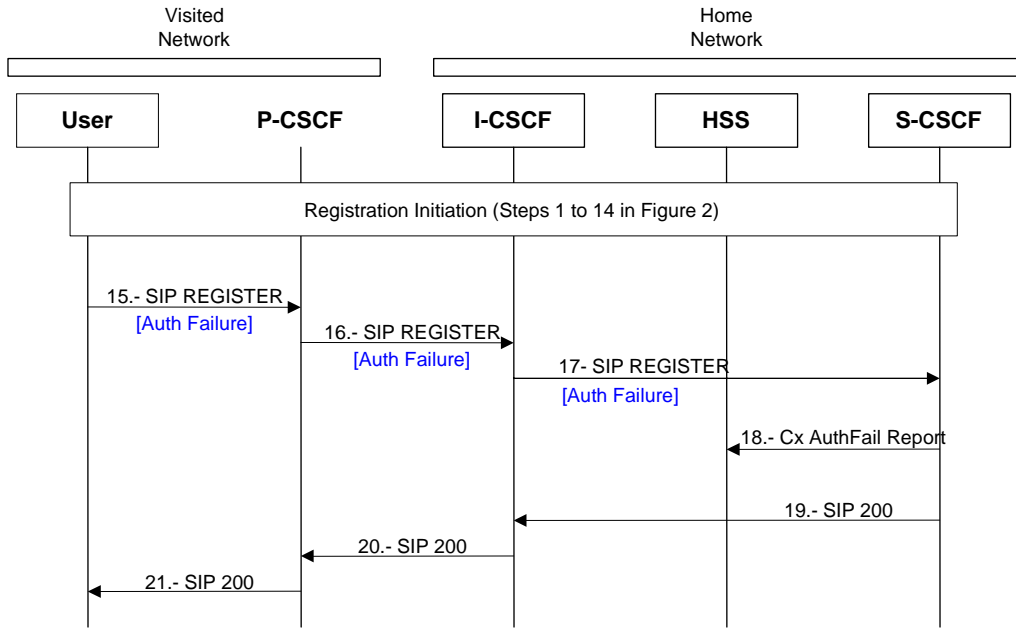 Visited
Network
Home
Network
User
P-CSCF
I-CSCF
HSS
S-CSCF
Registration Initiation (Steps 1 to 14 in Figure 2)
15.- SIP REGISTER
[Auth Failure]
16.- SIP REGISTER
[Auth Failure]
17- SIP REGISTER
[Auth Failure]
18.- Cx AuthFail Report
19.- SIP 200
20.- SIP 200
21.- SIP 200